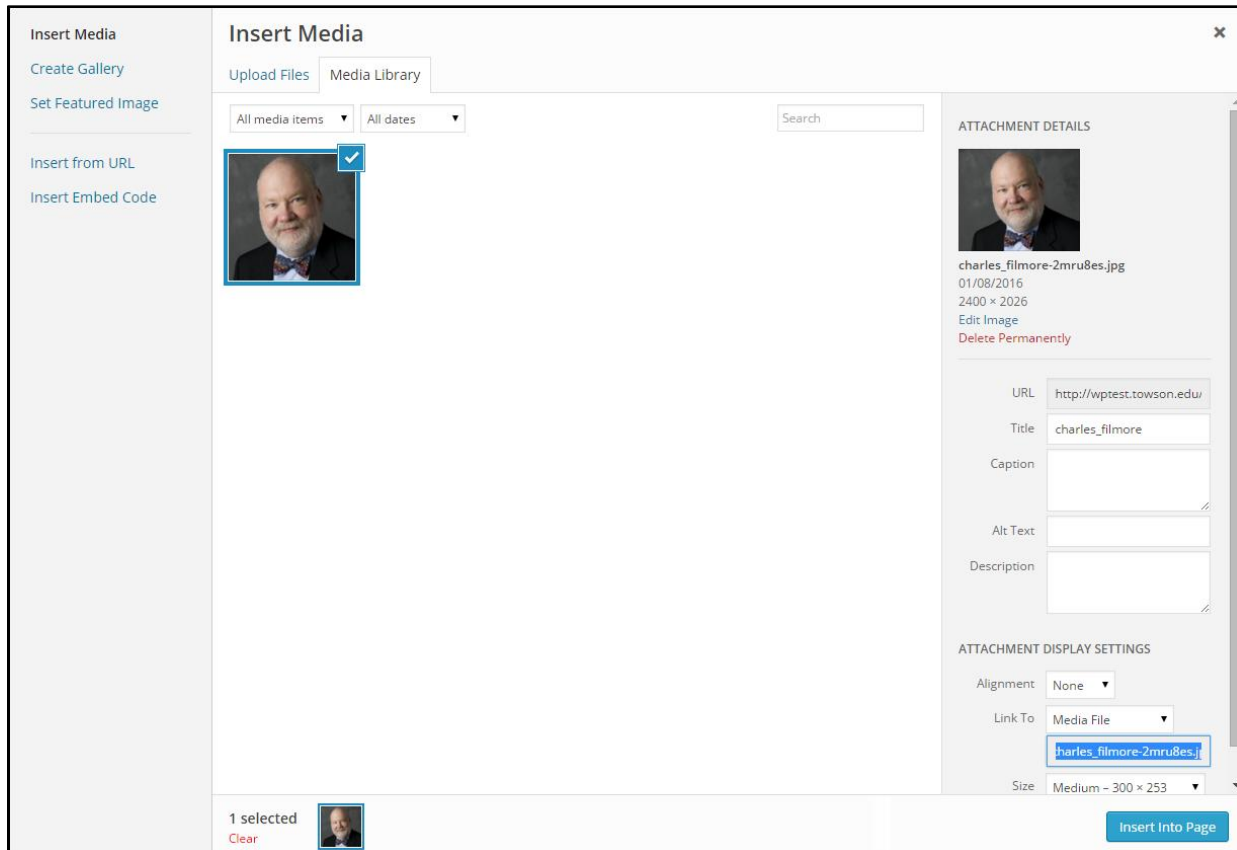 Insert Media
Create Gallery
Set Featured Image
Insert from URL
Insert Embed Code
Insert Media
Upload Files
Media Library
All media items
All dates
Search
ATTACHMENT DETAILS
charles_filmore-2mru8es.jpg
01/08/2016
2400 × 2026
Edit Image
Delete Permanently
URL http://wptest.towson.edu/
Title charles_filmore
Caption
Alt Text
Description
ATTACHMENT DISPLAY SETTINGS
Alignment None
Link To Media File
charles_filmore-2mru8es.j
Size Medium – 300 × 253
1 selected
Clear
Insert Into Page